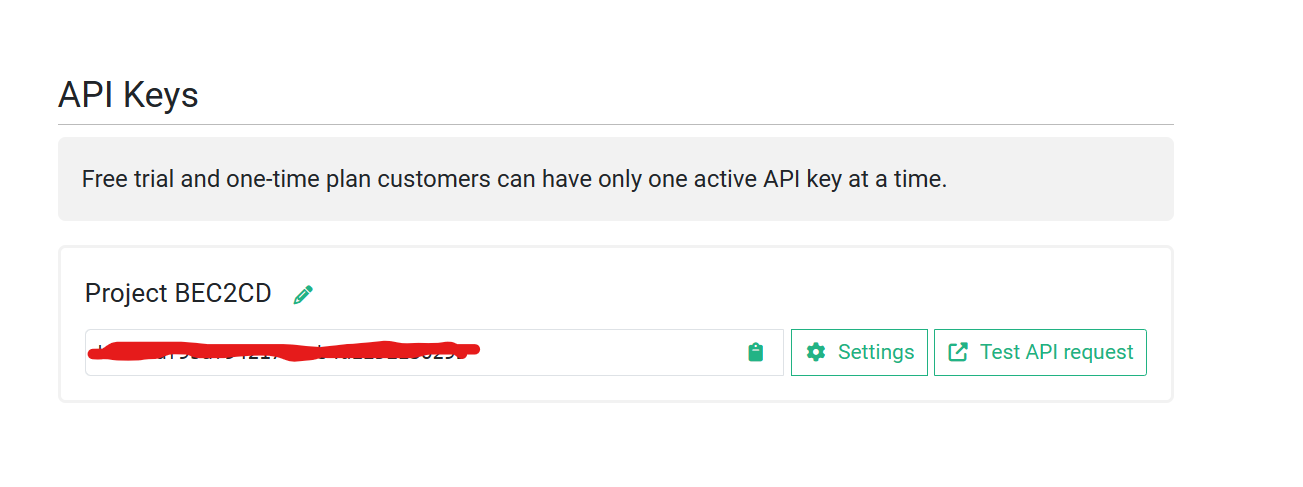 API Keys
Free trial and one-time plan customers can have only one active API key at a time.
Project BEC2CD
Settings
Test API request